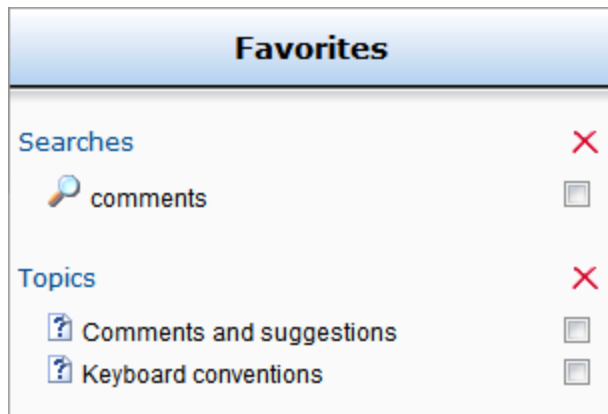 Favorites
Searches
comments
Topics
Comments and suggestions
Keyboard conventions